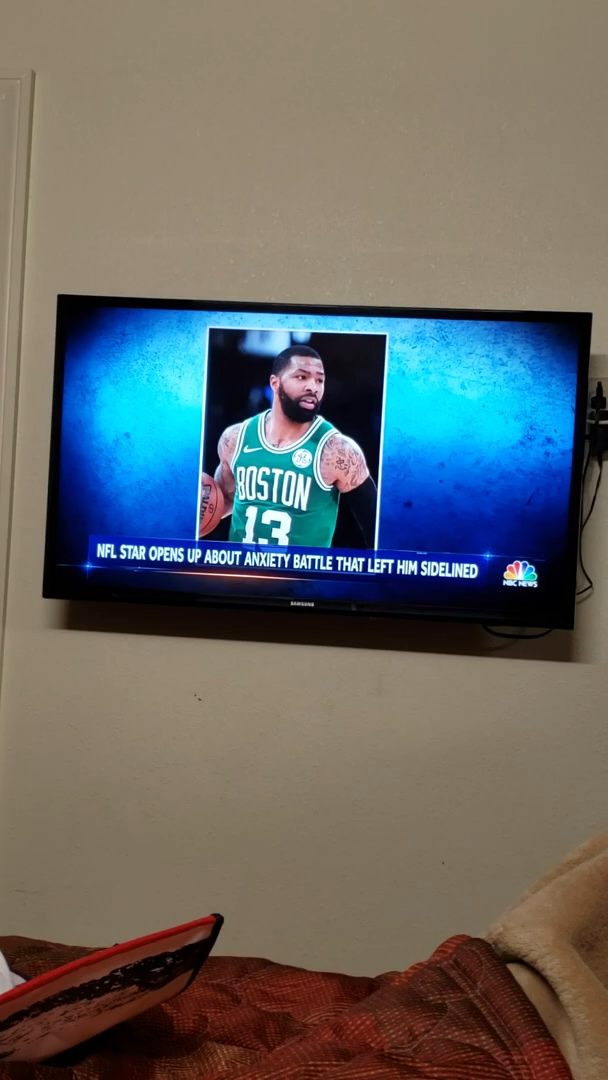 BOSTON
13
NFL STAR OPENS UP ABOUT ANXIETY BATTLE THAT LEFT HIM SIDELINED
NBC NEWS
SAMSUNG